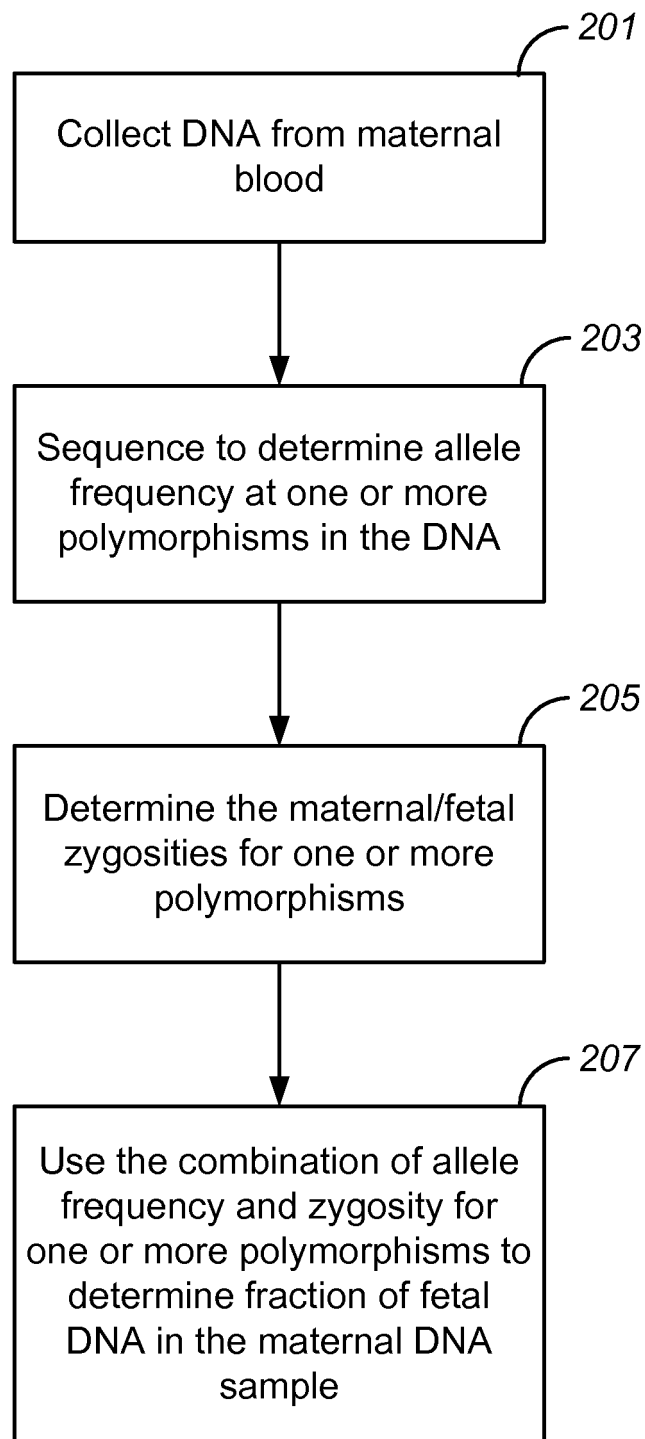 201
Collect DNA from maternal
blood
203
Sequence to determine allele
frequency at one or more
polymorphisms in the DNA
205
Determine the maternal/fetal
zygosities for one or more
polymorphisms
207
Use the combination of allele
frequency and zygosity for
one or more polymorphisms to
determine fraction of fetal
DNA in the maternal DNA
sample